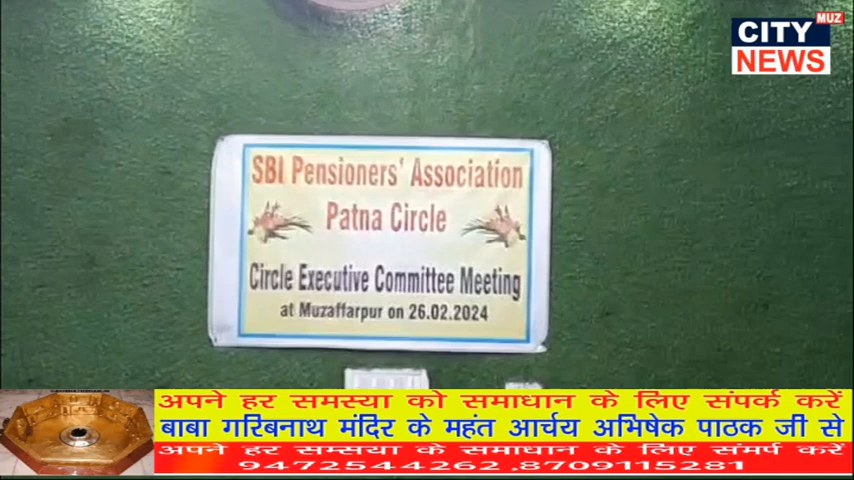 CITY MUZ
NEWS
SBI Pensioners' Association
Patna Circle
Circle Executive Committee Meeting
at Muzaffarpur on 26.02.2024
अपने हर समस्या को समाधान के लिए संपर्क करें
बाबा गरिबनाथ मंदिर के महंत आर्चय अभिषेक पाठक जी से
अपने हर सम्सया के समाधान के लिए संमर्प करें
9472544262 ,8709115281